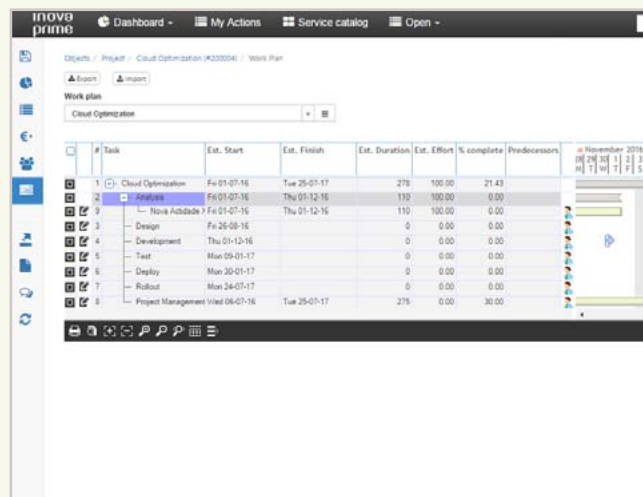 inova
prime
Dashboard
My Actions
Service catalog
Open
Objects / Project / Cloud Optimization (#200004) / Work Plan
Export Import
Work plan
Cloud Optimization
# Task Est. Start Est. Finish Est. Duration Est. Effort % complete Predecessors November 2016
29 30 1 2 3
M T W T F S
1 Cloud Optimization Fri 01-07-16 Tue 25-07-17 278 100.00 21.43
2 Analysis Fri 01-07-16 Thu 01-12-16 110 100.00 0.00
9 Nova Actidade Fri 01-07-16 Thu 01-12-16 110 100.00 0.00
3 Design Fri 26-08-16 0 0.00 0.00
4 Development Thu 01-12-16 0 0.00 0.00
5 Test Mon 09-01-17 0 0.00 0.00
6 Deploy Mon 30-01-17 0 0.00 0.00
7 Rollout Mon 24-07-17 0 0.00 0.00
8 Project Management Wed 06-07-16 Tue 25-07-17 275 0.00 30.00